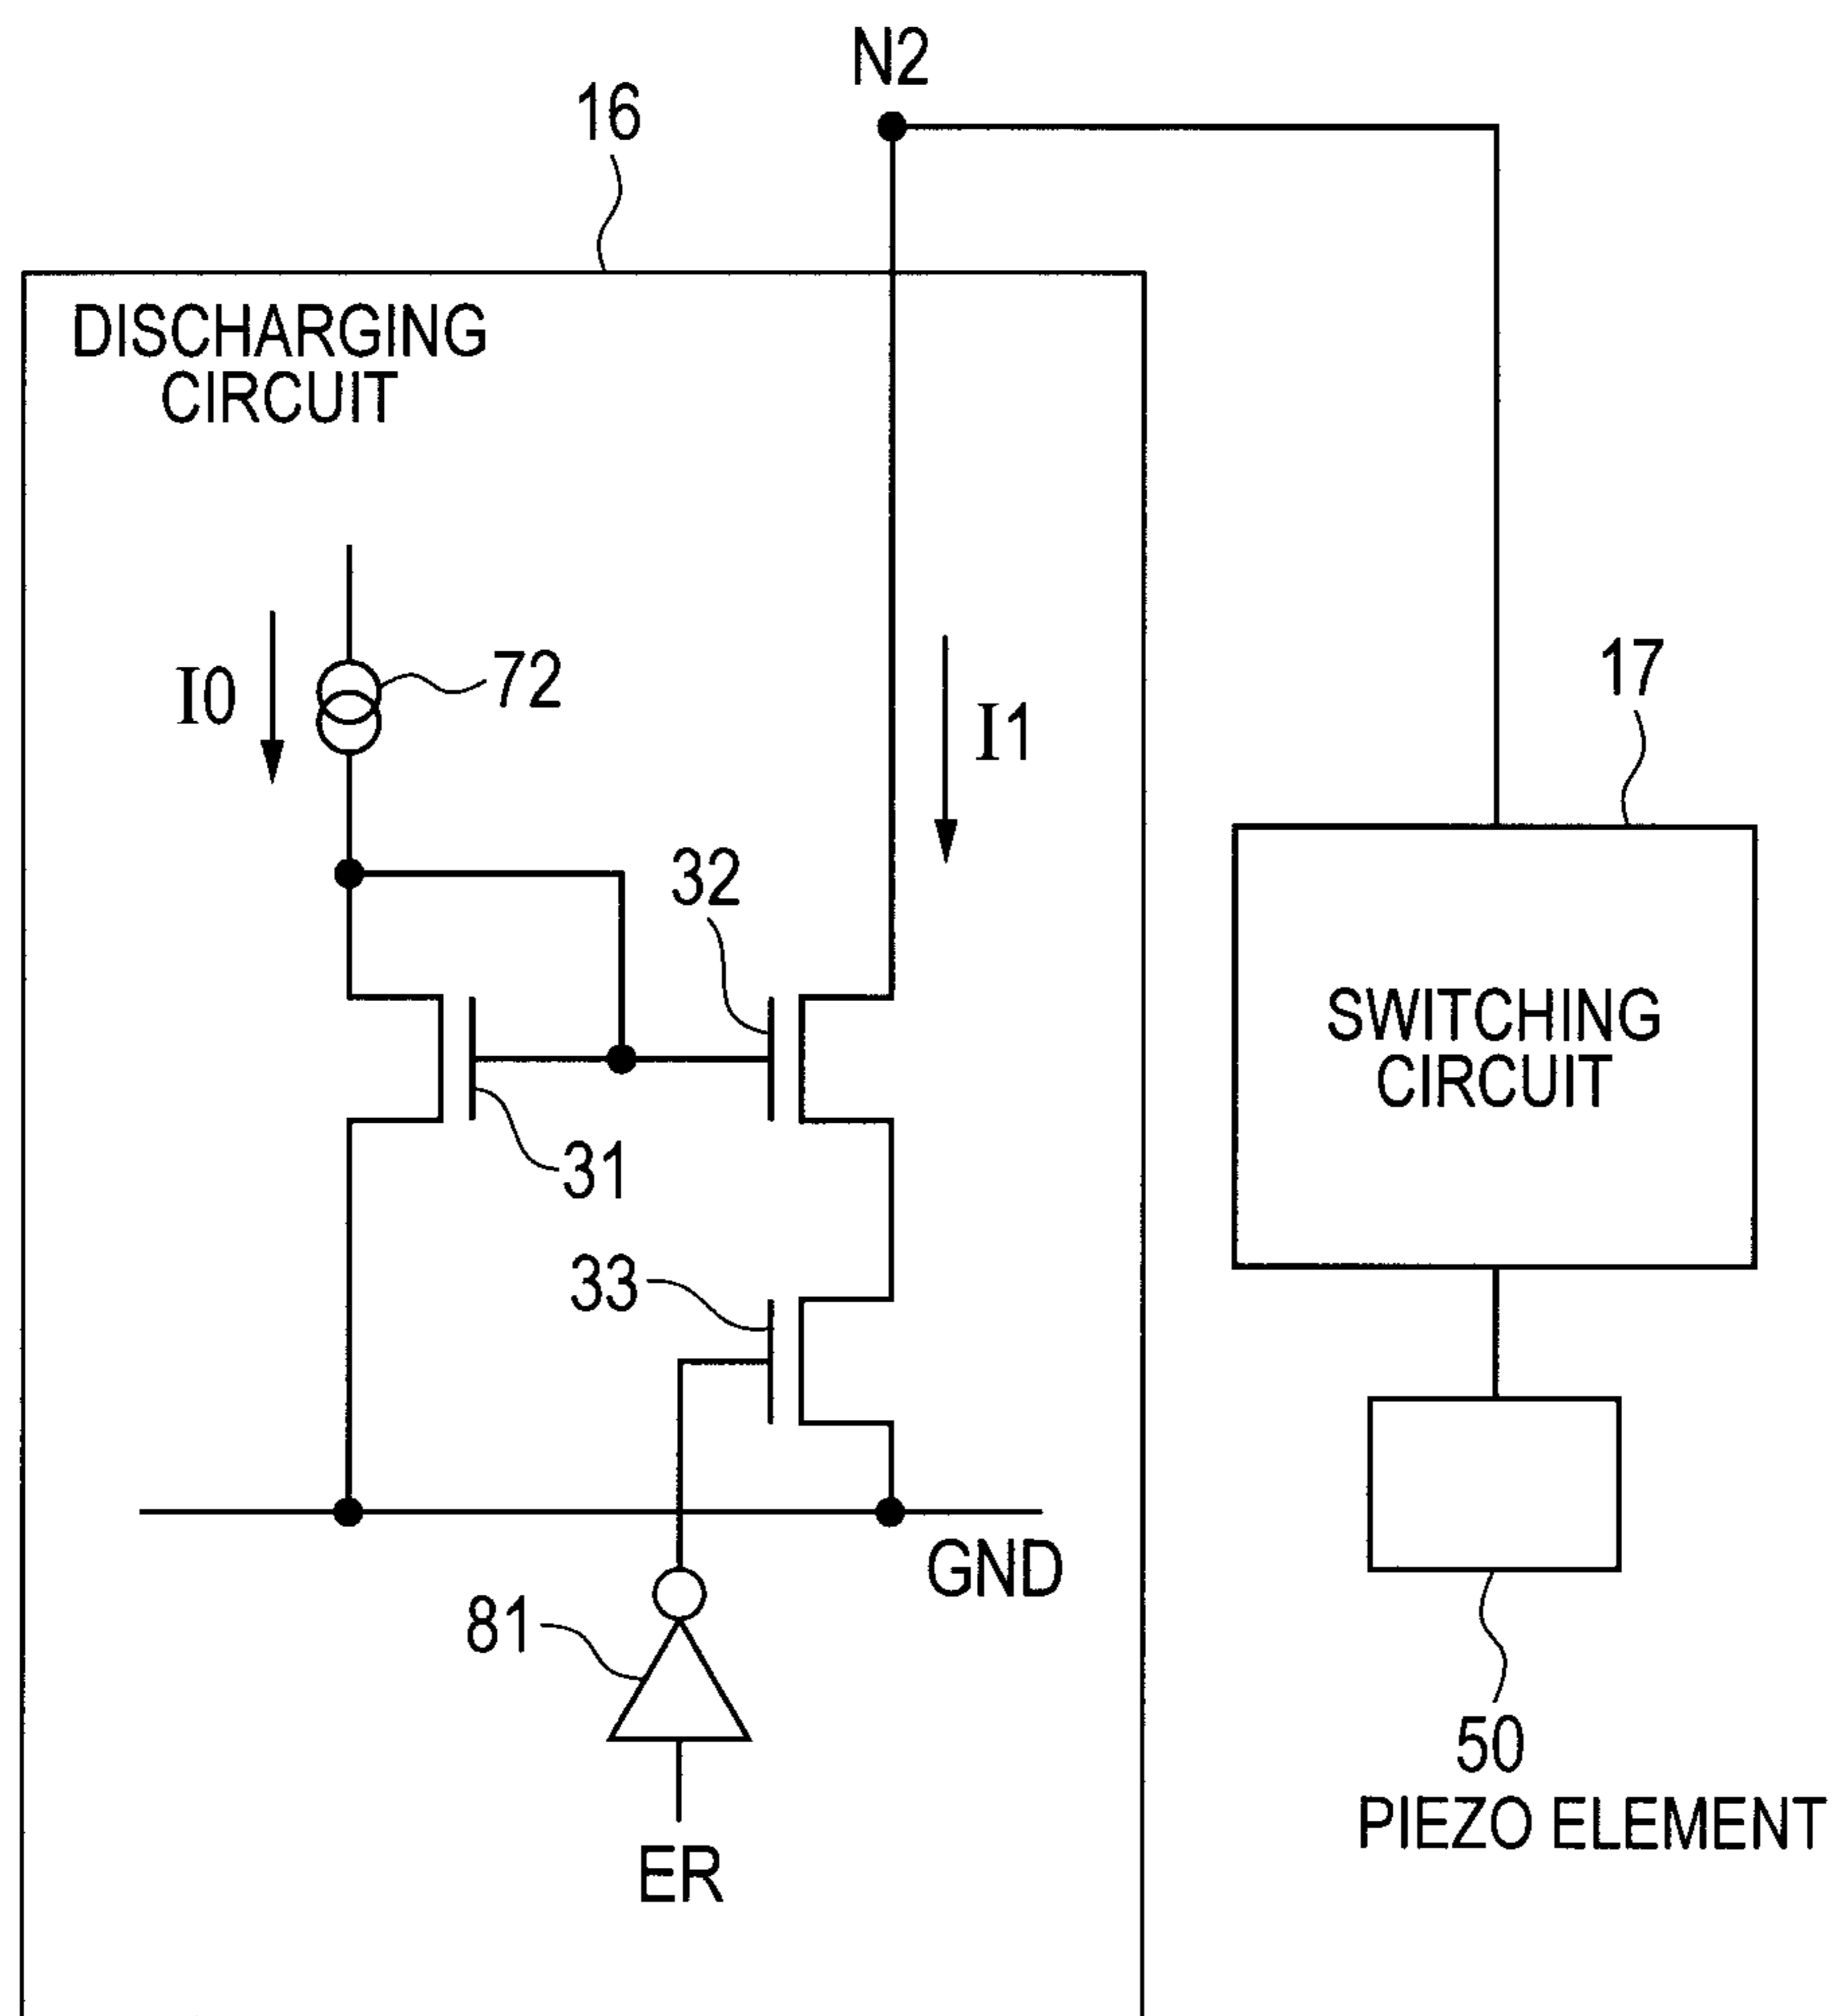 N2
16
DISCHARGING
CIRCUIT
I0
72
I1
17
32
SWITCHING
CIRCUIT
31
33
GND
81
50
PIEZO ELEMENT
ER